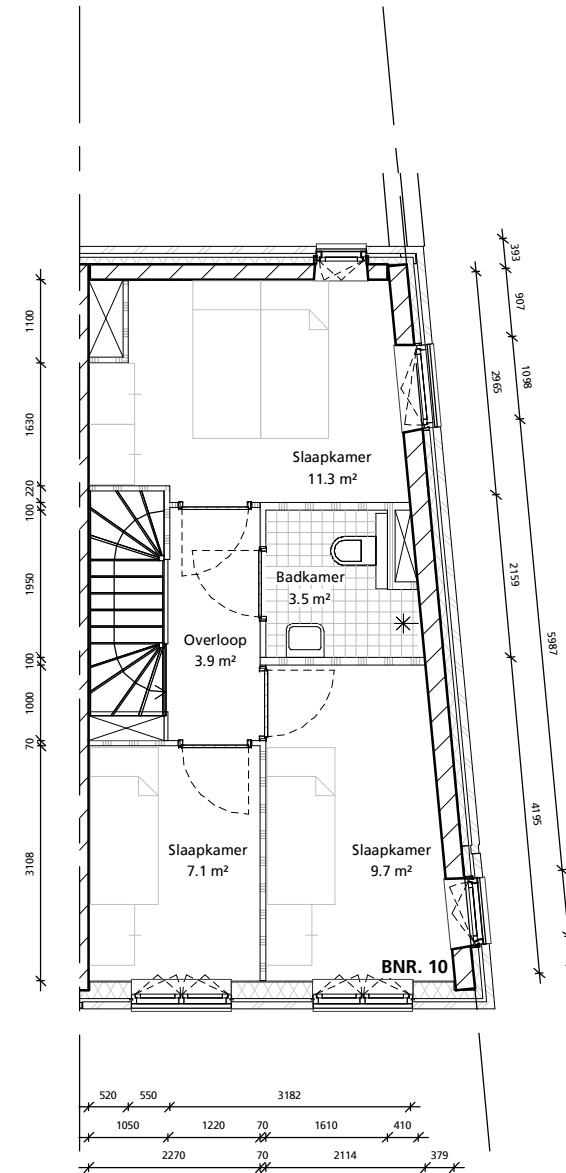 393
907
1098
2965
1100
1630
Slaapkamer
11.3 m²
220
100
1950
Badkamer
3.5 m²
2159
5987
Overloop
3.9 m²
100
1000
70
4195
3108
Slaapkamer
7.1 m²
Slaapkamer
9.7 m²
BNR. 10
520 550 3182
1050 1220 70 1610 410
2270 70 2114 379